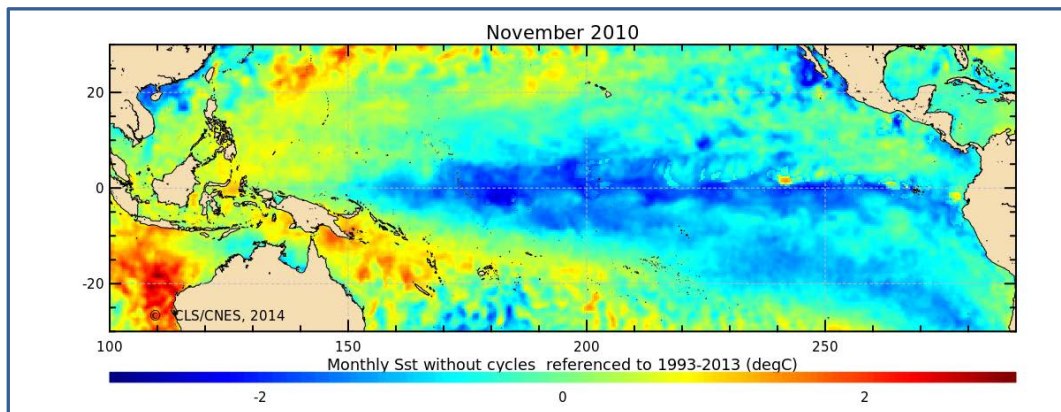 November 2010
20
0
-20
© CLS/CNES, 2014
100 150 200 250
Monthly Sst without cycles referenced to 1993-2013 (degC)
-2 0 2